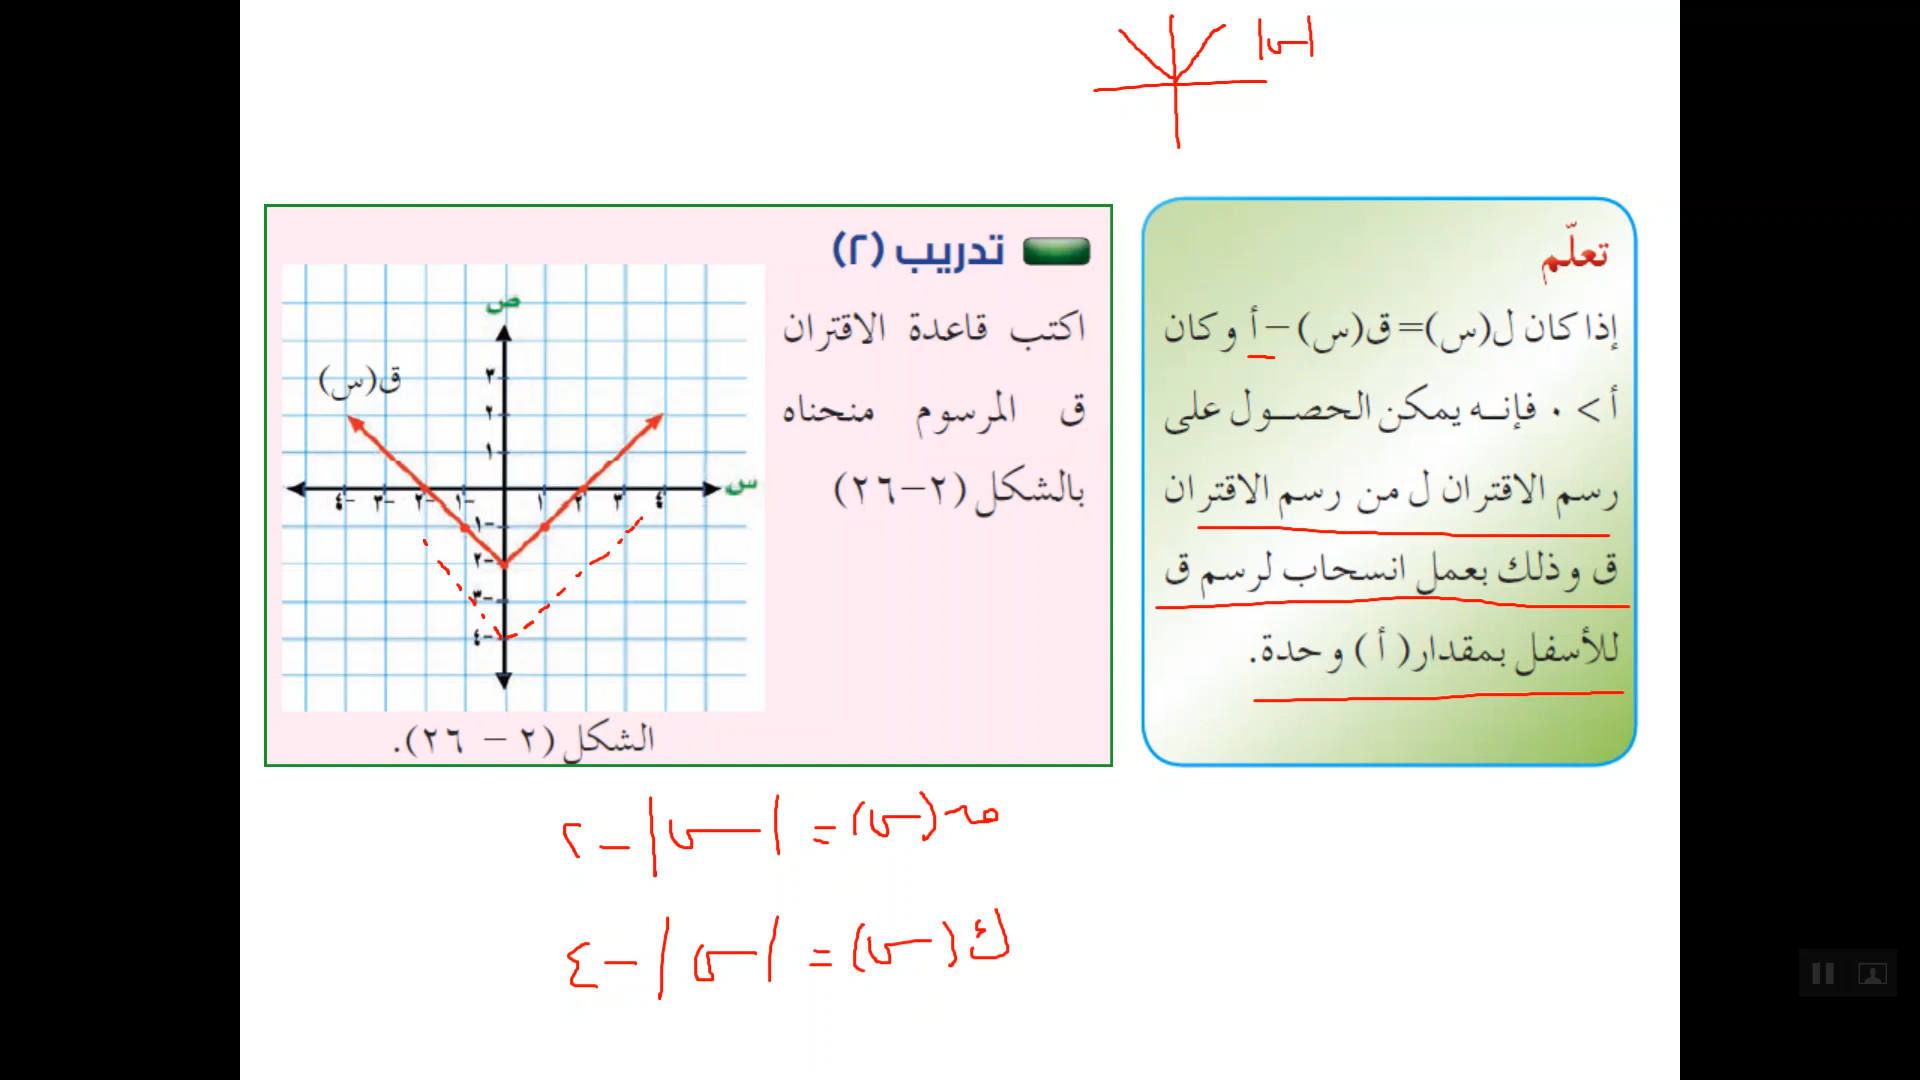 |س|
تعلّم
إذا كان ل(س)= ق(س) – أ وكان
أ > ٠ فإنه يمكن الحصول على
رسم الاقتران ل من رسم الاقتران
ق وذلك بعمل انسحاب لرسم ق
للأسفل بمقدار ( أ ) وحدة.
تدريب (٢)
اكتب قاعدة الاقتران
ق المرسوم منحناه
بالشكل (٢-٢٦)
ص
ق(س)
٣
٢
١
س
-٤ -٣ -٢ -١ ١ ٢ ٣ ٤
-١
-٢
-٣
-٤
الشكل (٢ – ٢٦).
ق(س) = |س| - ٢
ك(س) = |س| - ٤